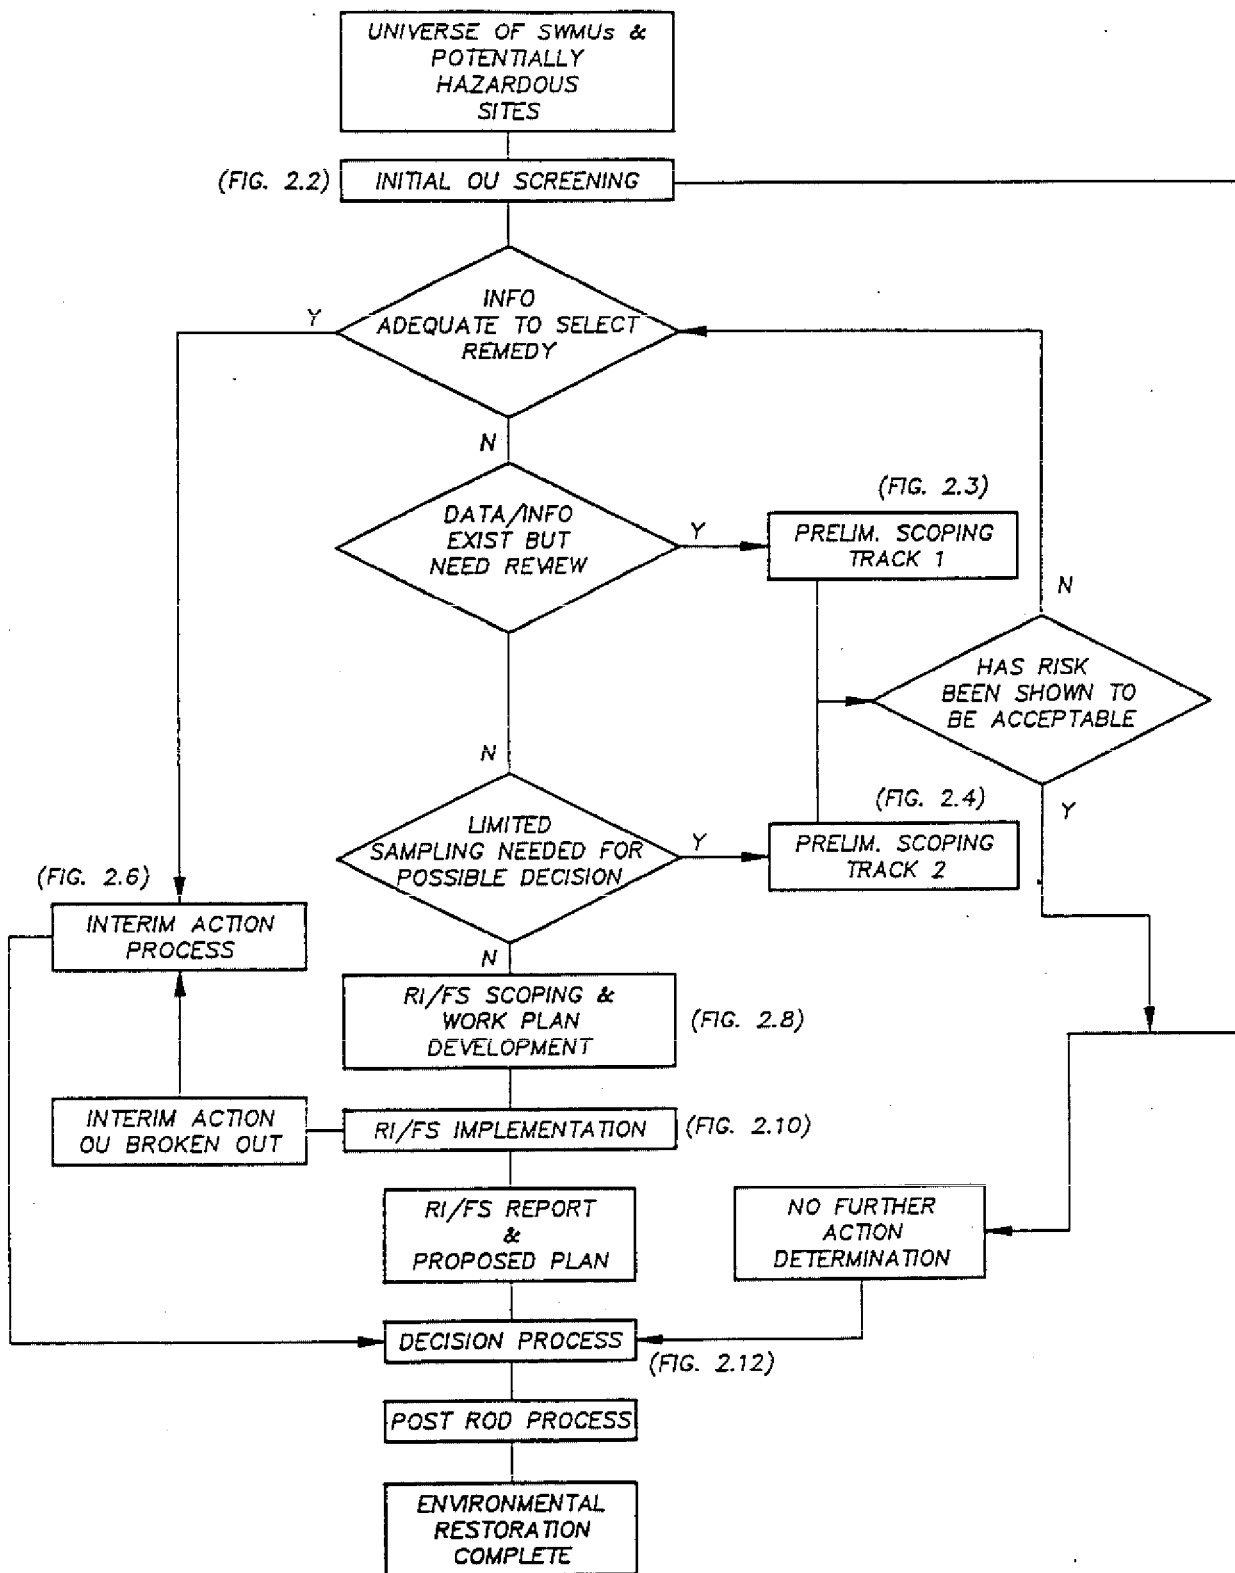 UNIVERSE OF SWMUs &
POTENTIALLY
HAZARDOUS
SITES
(FIG. 2.2)
INITIAL OU SCREENING
INFO
ADEQUATE TO SELECT
REMEDY
Y
N
DATA/INFO
EXIST BUT
NEED REVIEW
Y
(FIG. 2.3)
PRELIM. SCOPING
TRACK 1
N
HAS RISK
BEEN SHOWN TO
BE ACCEPTABLE
N
Y
(FIG. 2.4)
LIMITED
SAMPLING NEEDED FOR
POSSIBLE DECISION
Y
PRELIM. SCOPING
TRACK 2
(FIG. 2.6)
INTERIM ACTION
PROCESS
N
RI/FS SCOPING &
WORK PLAN
DEVELOPMENT
(FIG. 2.8)
INTERIM ACTION
OU BROKEN OUT
RI/FS IMPLEMENTATION
(FIG. 2.10)
RI/FS REPORT
&
PROPOSED PLAN
NO FURTHER
ACTION
DETERMINATION
DECISION PROCESS
(FIG. 2.12)
POST ROD PROCESS
ENVIRONMENTAL
RESTORATION
COMPLETE